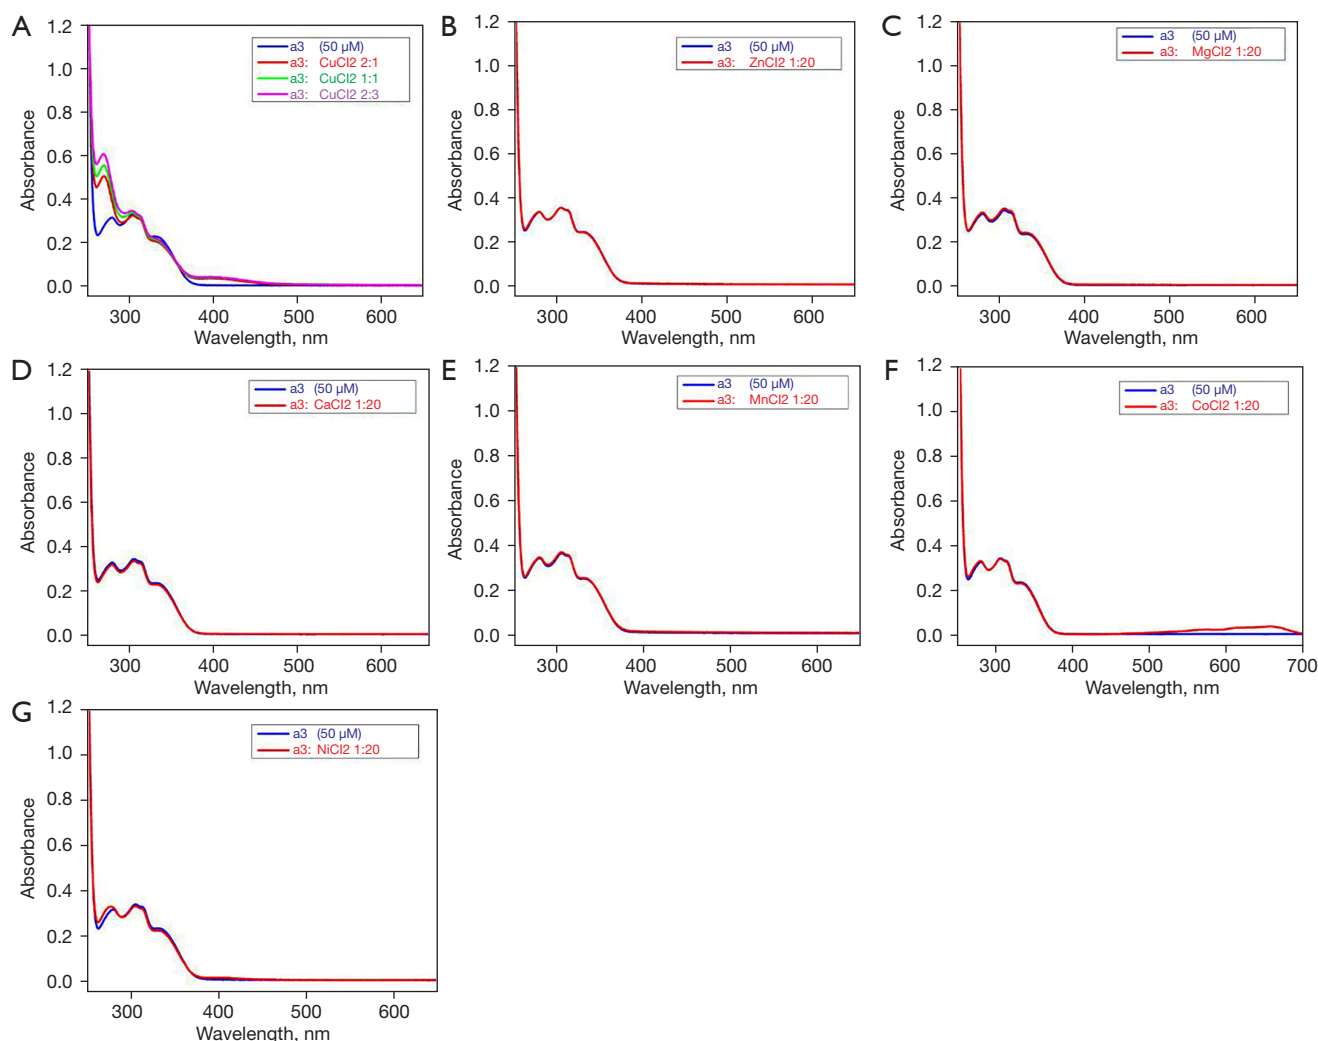 A
1.2
1.0
0.8
0.6
0.4
0.2
0.0
Absorbance
a3 (50 µM)
a3: CuCl2 2:1
a3: CuCl2 1:1
a3: CuCl2 2:3
300 400 500 600
Wavelength, nm
B
1.2
1.0
0.8
0.6
0.4
0.2
0.0
Absorbance
a3 (50 µM)
a3: ZnCl2 1:20
300 400 500 600
Wavelength, nm
C
1.2
1.0
0.8
0.6
0.4
0.2
0.0
Absorbance
a3 (50 µM)
a3: MgCl2 1:20
300 400 500 600
Wavelength, nm
D
1.2
1.0
0.8
0.6
0.4
0.2
0.0
Absorbance
a3 (50 µM)
a3: CaCl2 1:20
300 400 500 600
Wavelength, nm
E
1.2
1.0
0.8
0.6
0.4
0.2
0.0
Absorbance
a3 (50 µM)
a3: MnCl2 1:20
300 400 500 600
Wavelength, nm
F
1.2
1.0
0.8
0.6
0.4
0.2
0.0
Absorbance
a3 (50 µM)
a3: CoCl2 1:20
300 400 500 600 700
Wavelength, nm
G
1.2
1.0
0.8
0.6
0.4
0.2
0.0
Absorbance
a3 (50 µM)
a3: NiCl2 1:20
300 400 500 600
Wavelength, nm